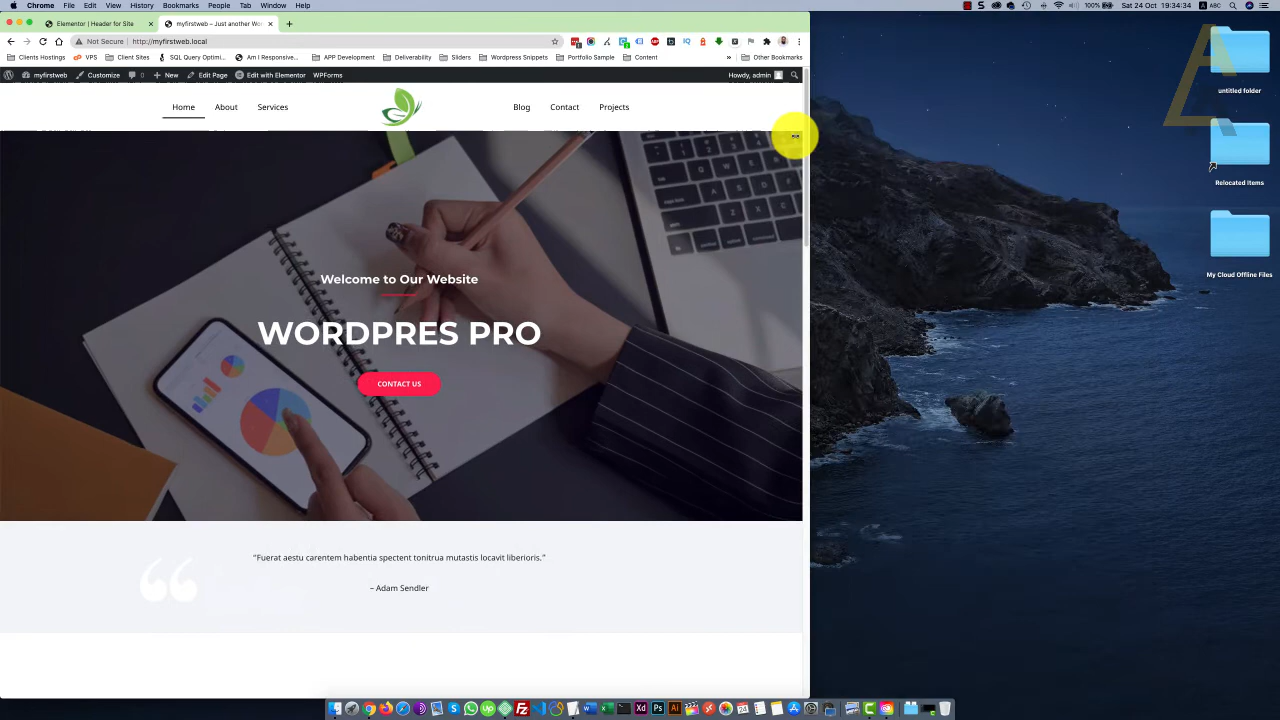 Chrome File Edit View History Bookmarks People Tab Window Help
100% Sat 24 Oct 19:34:34 ABC
Elementor | Header for Site
myfirstweb – Just another Wo
Not Secure | http://myfirstweb.local
Clients Hostings VPS Client Sites SQL Query Optimi... Am I Responsive... APP Development Deliverability Sliders Wordpress Snippets Portfolio Sample Content » Other Bookmarks
myfirstweb Customize 0 New Edit Page Edit with Elementor WPForms Howdy, admin
Home About Services Blog Contact Projects
Welcome to Our Website
WORDPRES PRO
CONTACT US
"Fuerat aestu carentem habentia spectent tonitrua mutastis locavit liberioris."
– Adam Sendler
untitled folder
Relocated Items
My Cloud Offline Files